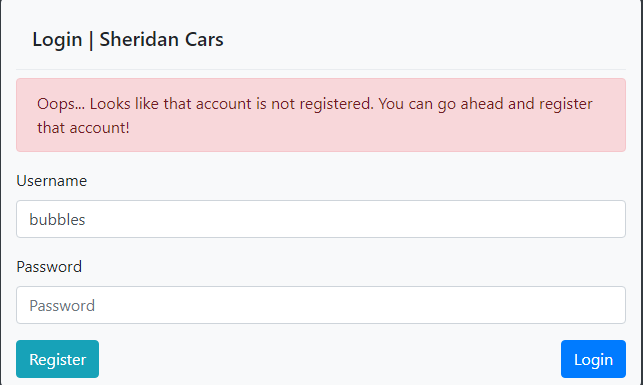 Login | Sheridan Cars
Oops... Looks like that account is not registered. You can go ahead and register
that account!
Username
bubbles
Password
Password
Register
Login